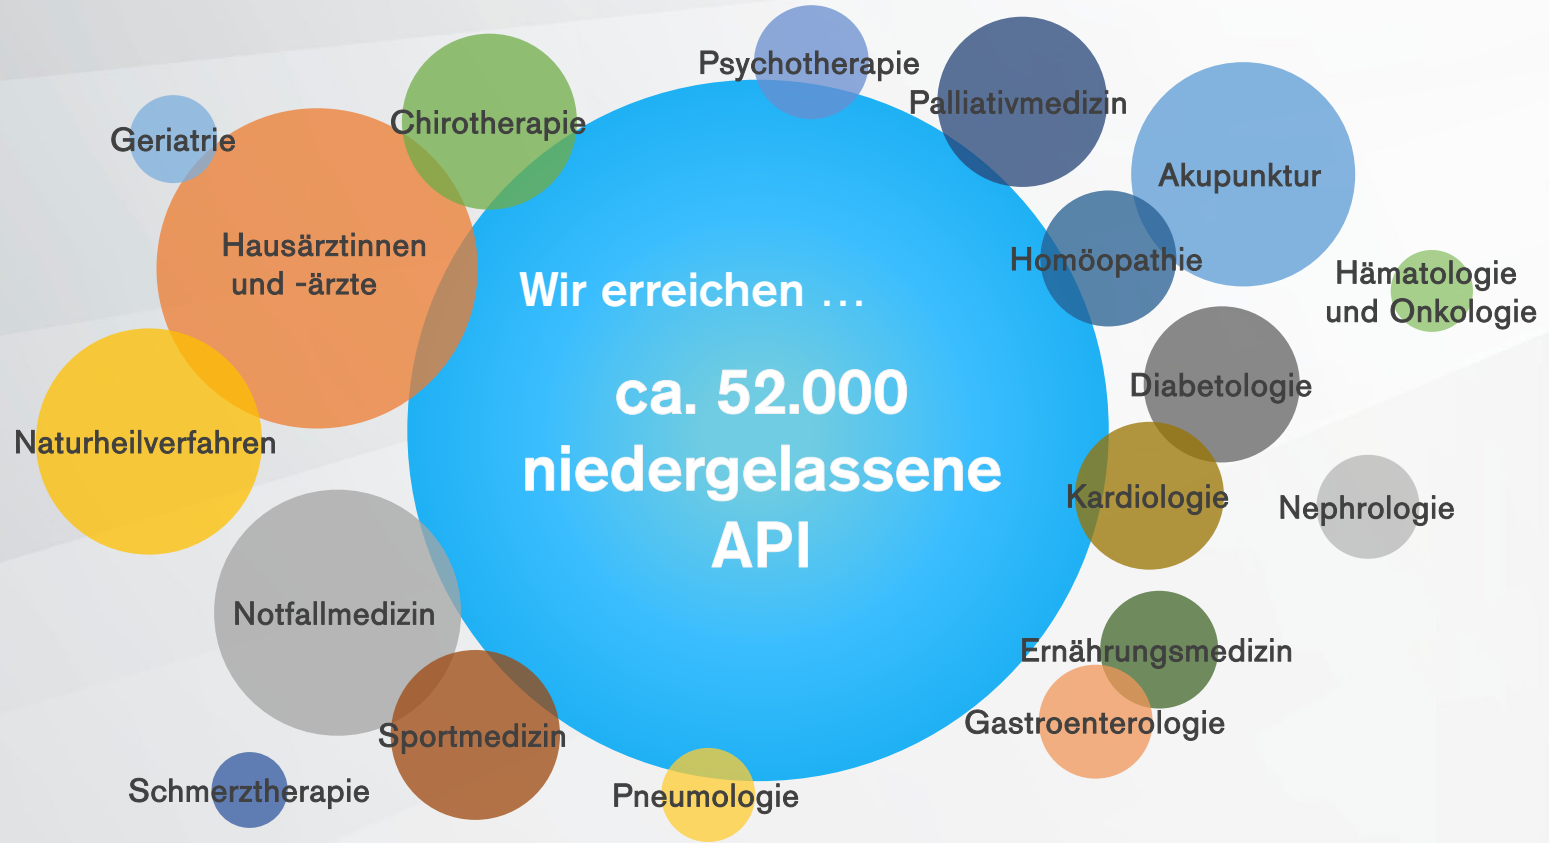 Psychotherapie
Palliativmedizin
Chirotherapie
Geriatrie
Akupunktur
Hausärztinnen
und -ärzte
Homöopathie
Hämatologie
und Onkologie
Wir erreichen ...
ca. 52.000
niedergelassene
API
Diabetologie
Naturheilverfahren
Kardiologie
Nephrologie
Notfallmedizin
Ernährungsmedizin
Gastroenterologie
Sportmedizin
Schmerztherapie
Pneumologie